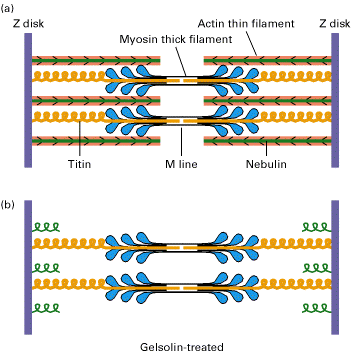 (a)
Z disk
Actin thin filament
Z disk
Myosin thick filament
Titin
M line
Nebulin
(b)
Gelsolin-treated